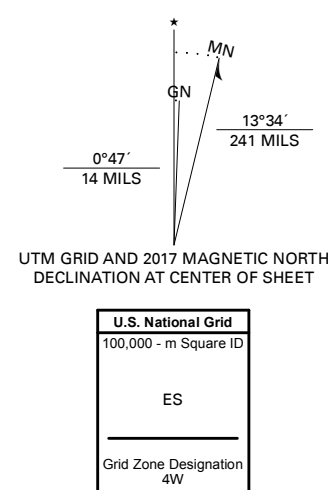 MN
GN
13°34´
241 MILS
0°47´
14 MILS
UTM GRID AND 2017 MAGNETIC NORTH
DECLINATION AT CENTER OF SHEET
U.S. National Grid
100,000 - m Square ID
ES
Grid Zone Designation
4W